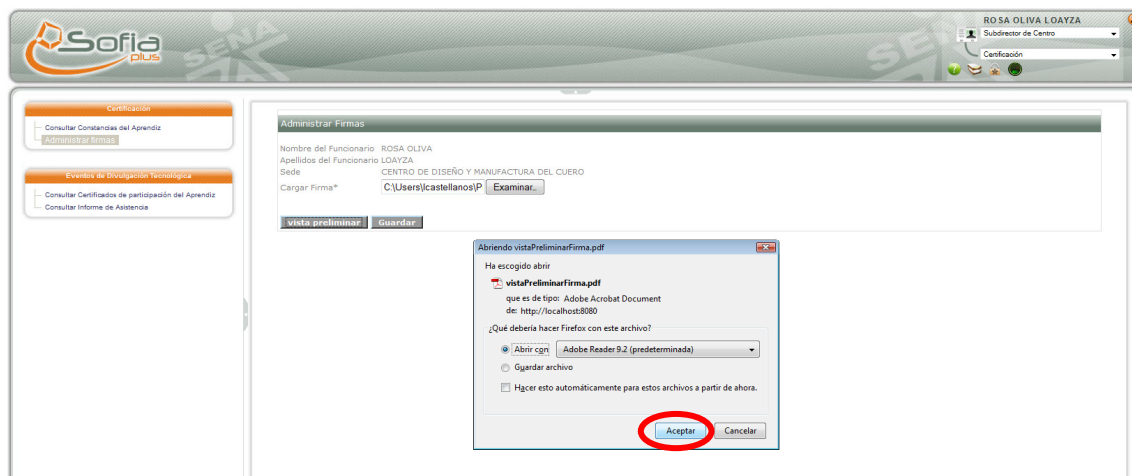 Sofia
plus
SENA
SENA
ROSA OLIVA LOAYZA
Subdirector de Centro
Certificación
Certificación
Consultar Constancias del Aprendiz
Administrar firmas
Eventos de Divulgación Tecnológica
Consultar Certificados de participación del Aprendiz
Consultar Informe de Asistencia
Administrar Firmas
Nombre del Funcionario ROSA OLIVA
Apellidos del Funcionario LOAYZA
Sede CENTRO DE DISEÑO Y MANUFACTURA DEL CUERO
Cargar Firma* C:\Users\lcastellanos\P Examinar..
vista preliminar Guardar
Abriendo vistaPreliminarFirma.pdf
Ha escogido abrir
vistaPreliminarFirma.pdf
que es de tipo: Adobe Acrobat Document
de: http://localhost:8080
¿Qué debería hacer Firefox con este archivo?
Abrir con Adobe Reader 9.2 (predeterminada)
Guardar archivo
Hacer esto automáticamente para estos archivos a partir de ahora.
Aceptar Cancelar